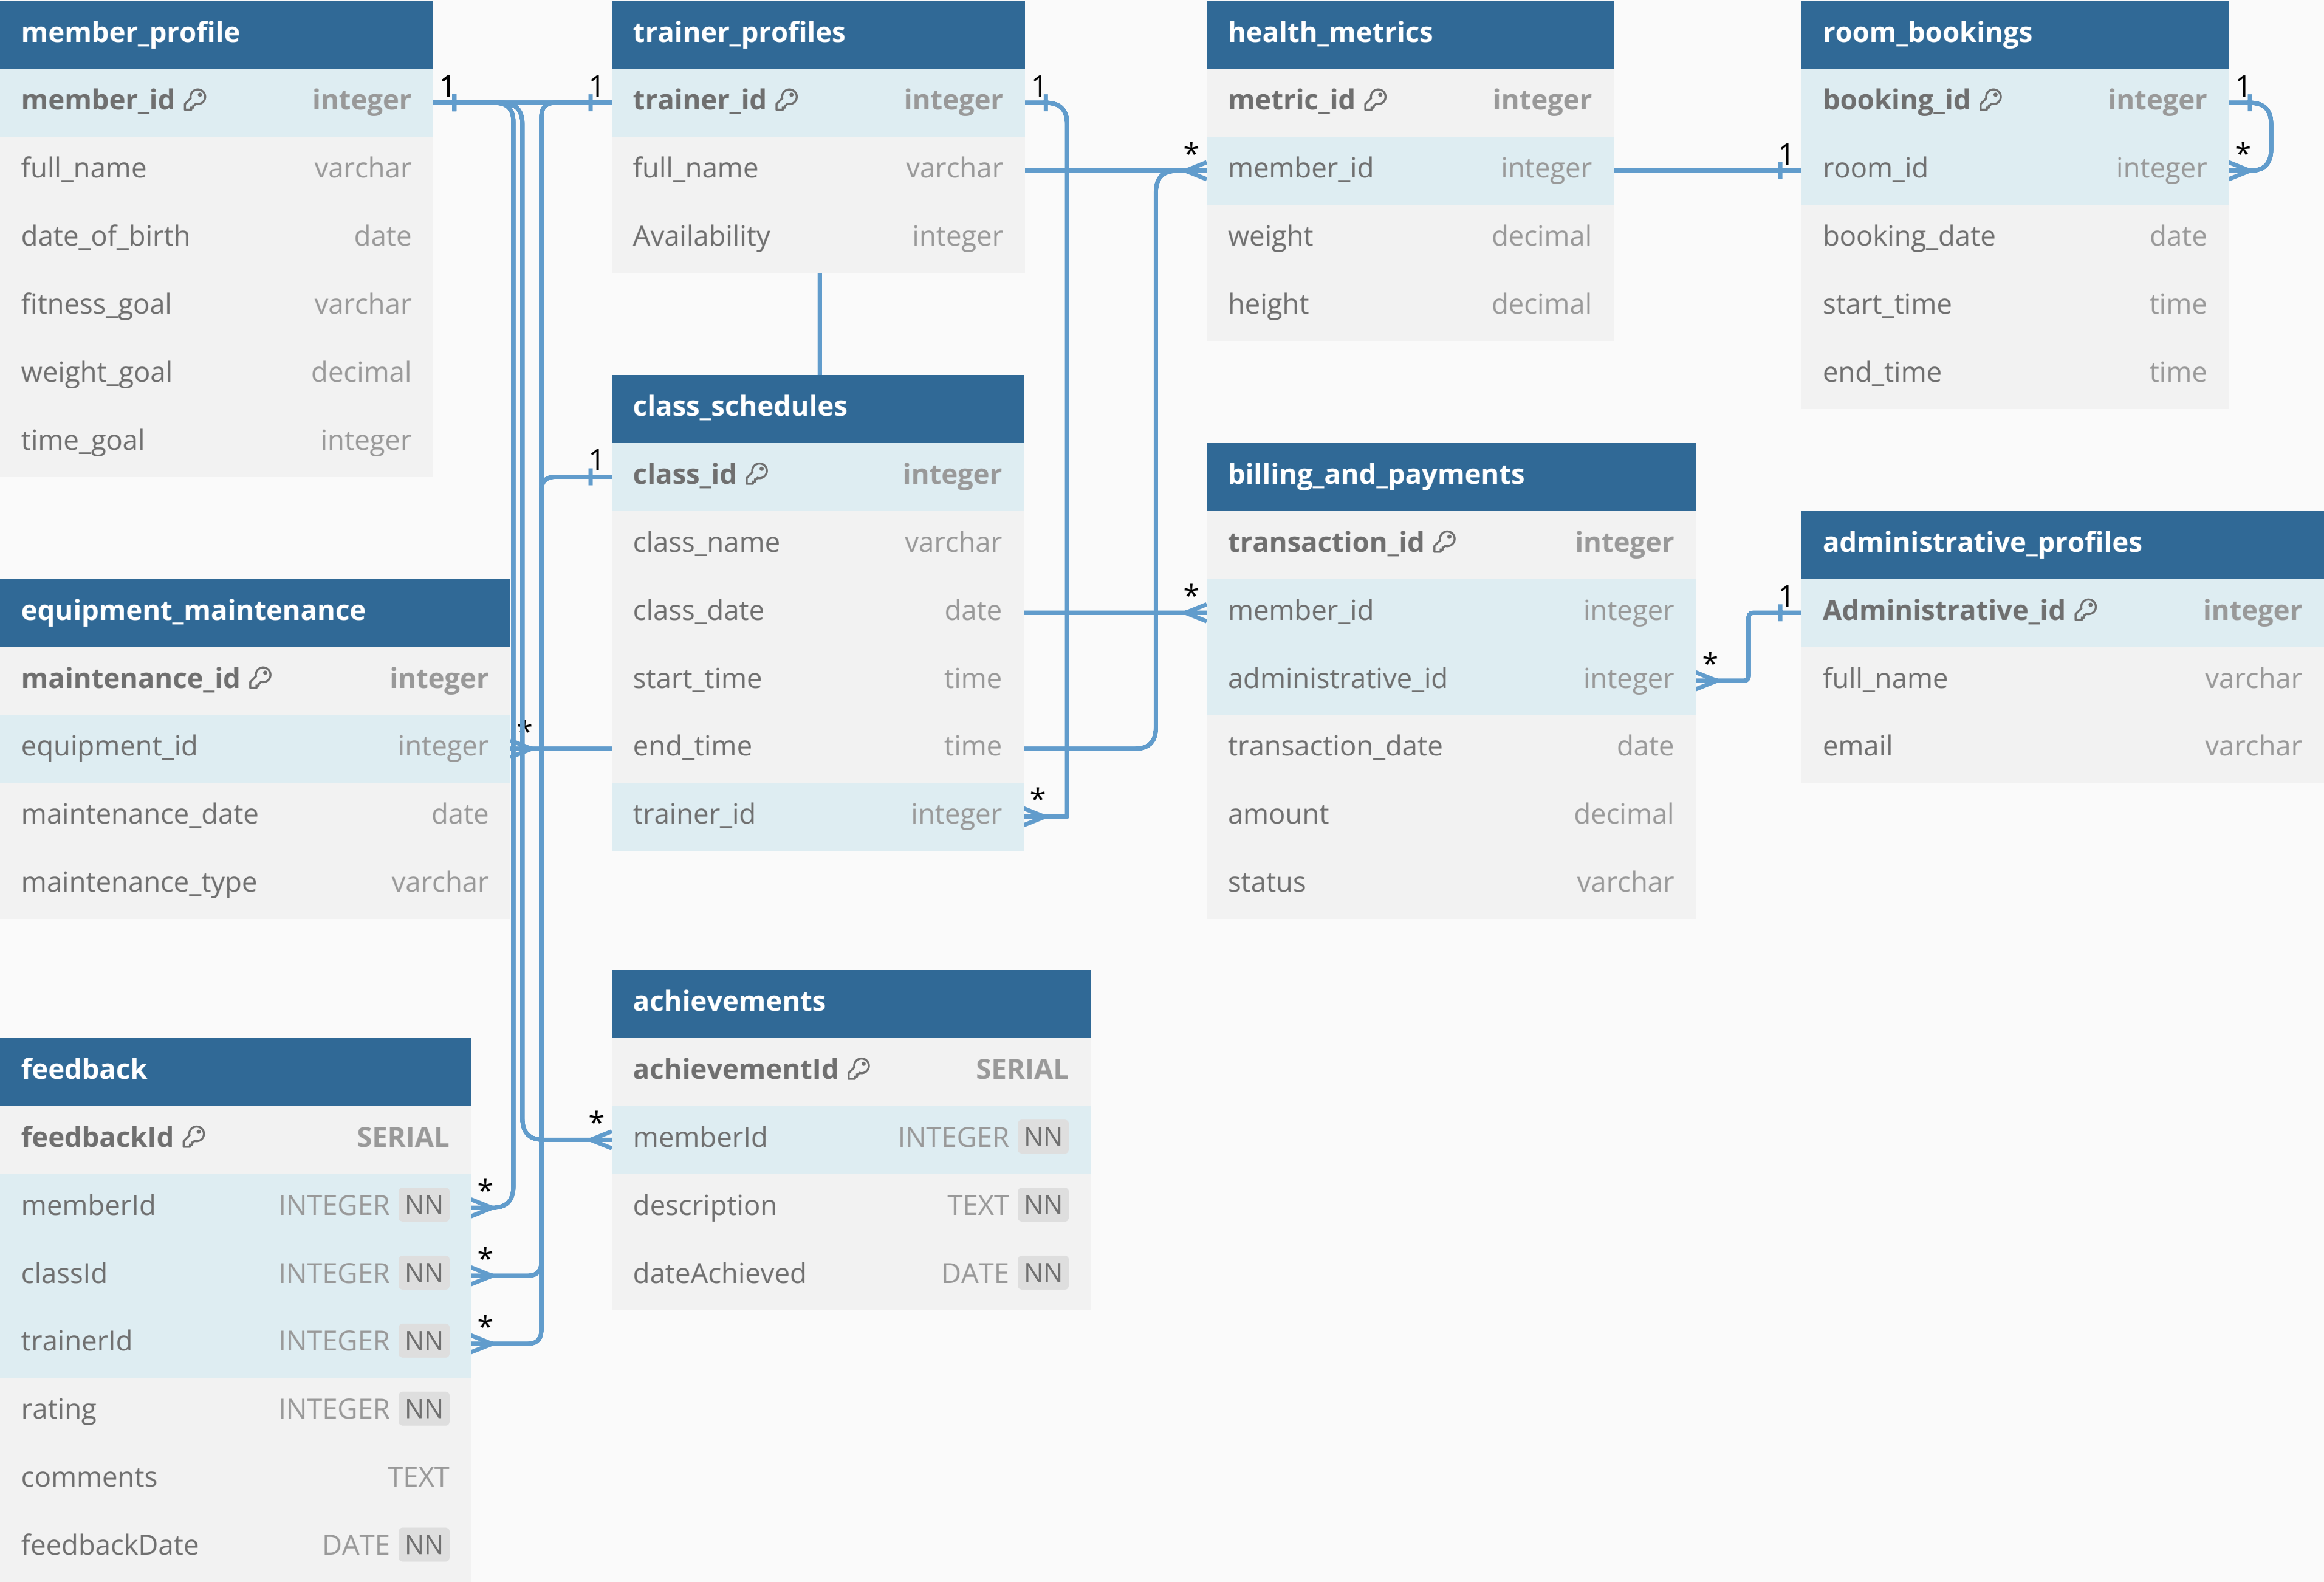 member_profile
member_id integer
full_name varchar
date_of_birth date
fitness_goal varchar
weight_goal decimal
time_goal integer
1
trainer_profiles
1 trainer_id integer 1
full_name varchar
Availability integer
health_metrics
metric_id integer
* member_id integer
weight decimal
height decimal
room_bookings
booking_id integer 1
1 room_id integer *
booking_date date
start_time time
end_time time
class_schedules
1 class_id integer
class_name varchar
class_date date
start_time time
end_time time
trainer_id integer *
billing_and_payments
transaction_id integer
* member_id integer
administrative_id integer *
transaction_date date
amount decimal
status varchar
administrative_profiles
1 Administrative_id integer
full_name varchar
email varchar
equipment_maintenance
maintenance_id integer
equipment_id integer *
maintenance_date date
maintenance_type varchar
achievements
achievementId SERIAL
* memberId INTEGER NN
description TEXT NN
dateAchieved DATE NN
feedback
feedbackId SERIAL
memberId INTEGER NN *
classId INTEGER NN *
trainerId INTEGER NN *
rating INTEGER NN
comments TEXT
feedbackDate DATE NN